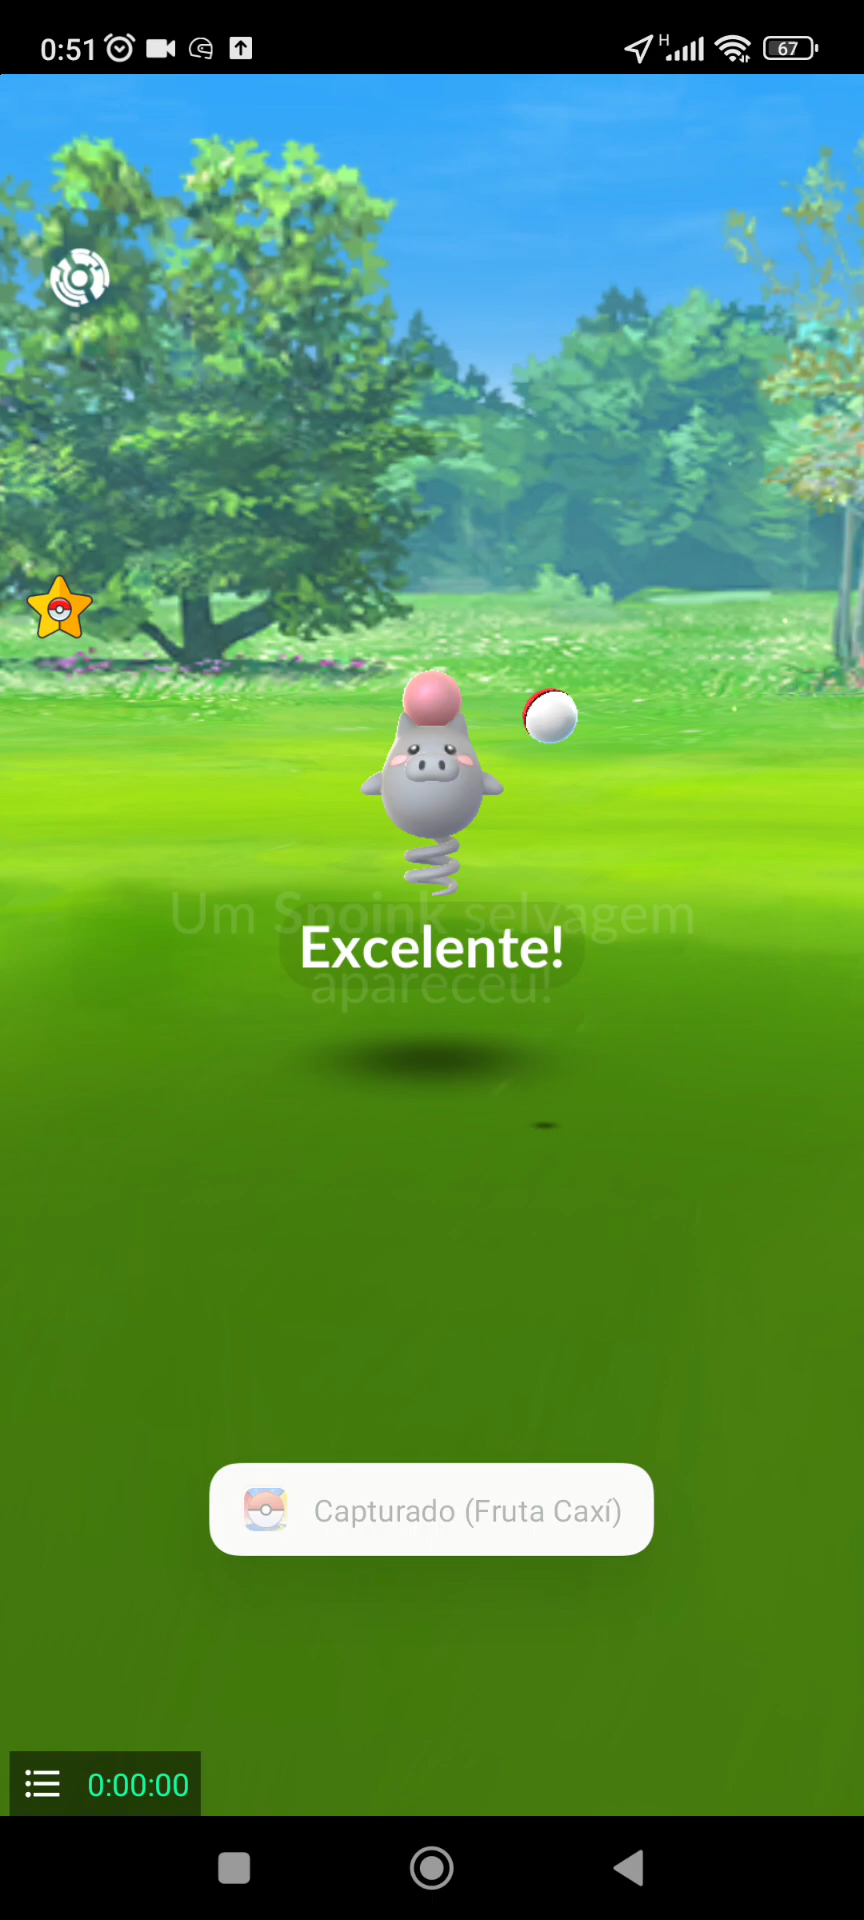 0:51
H
67
Um Spoink selvagem
Excelente!
apareceu!
Capturado (Fruta Caxí)
0:00:00